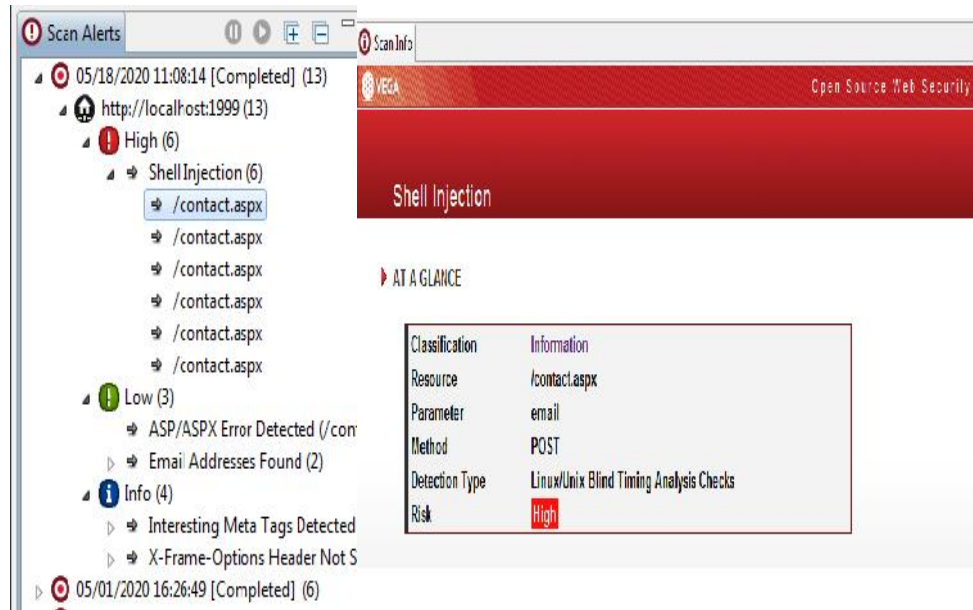 Scan Alerts
05/18/2020 11:08:14 [Completed] (13)
http://localhost:1999 (13)
High (6)
Shell Injection (6)
/contact.aspx
/contact.aspx
/contact.aspx
/contact.aspx
/contact.aspx
/contact.aspx
Low (3)
ASP/ASPX Error Detected (/con
Email Addresses Found (2)
Info (4)
Interesting Meta Tags Detected
X-Frame-Options Header Not S
05/01/2020 16:26:49 [Completed] (6)
Scan Info
VEGA
Open Source Web Security
Shell Injection
AT A GLANCE
Classification Information
Resource /contact.aspx
Parameter email
Method POST
Detection Type Linux/Unix Blind Timing Analysis Checks
Risk High